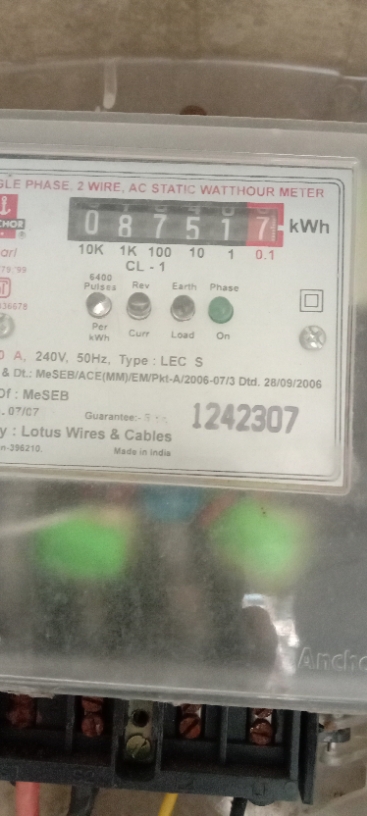 GLE PHASE, 2 WIRE, AC STATIC WATTHOUR METER
087517 kWh
CHOR
10K 1K 100 10 1 0.1
CL - 1
6400 Pulses Rev Earth Phase
Per kWh Curr Load On
A, 240V, 50Hz, Type : LEC S
& Dt.: MeSEB/ACE(MM)/EM/Pkt-A/2006-07/3 Dtd. 28/09/2006
Of : MeSEB
07/07
Guarantee:-
1242307
y : Lotus Wires & Cables
n-396210.
Made in India
Ancho